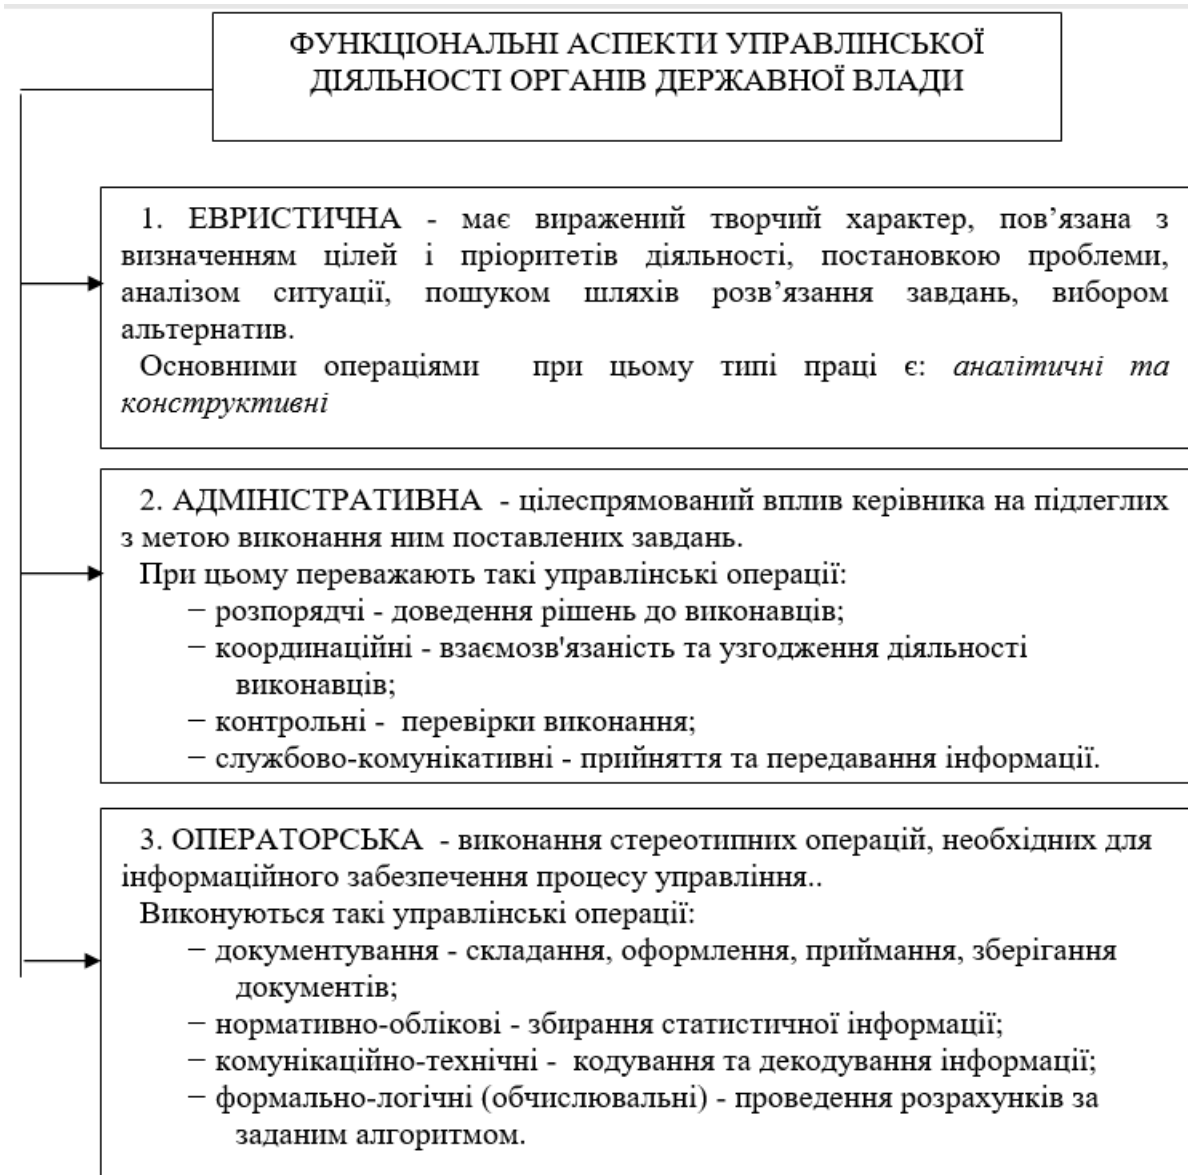 ФУНКЦІОНАЛЬНІ АСПЕКТИ УПРАВЛІНСЬКОЇ
ДІЯЛЬНОСТІ ОРГАНІВ ДЕРЖАВНОЇ ВЛАДИ
1. ЕВРИСТИЧНА - має виражений творчий характер, пов’язана з
визначенням цілей і пріоритетів діяльності, постановкою проблеми,
аналізом ситуації, пошуком шляхів розв’язання завдань, вибором
альтернатив.
Основними операціями при цьому типі праці є: аналітичні та
конструктивні
2. АДМІНІСТРАТИВНА - цілеспрямований вплив керівника на підлеглих
з метою виконання ним поставлених завдань.
При цьому переважають такі управлінські операції:
− розпорядчі - доведення рішень до виконавців;
− координаційні - взаємозв'язаність та узгодження діяльності
виконавців;
− контрольні - перевірки виконання;
− службово-комунікативні - прийняття та передавання інформації.
3. ОПЕРАТОРСЬКА - виконання стереотипних операцій, необхідних для
інформаційного забезпечення процесу управління..
Виконуються такі управлінські операції:
− документування - складання, оформлення, приймання, зберігання
документів;
− нормативно-облікові - збирання статистичної інформації;
− комунікаційно-технічні - кодування та декодування інформації;
− формально-логічні (обчислювальні) - проведення розрахунків за
заданим алгоритмом.